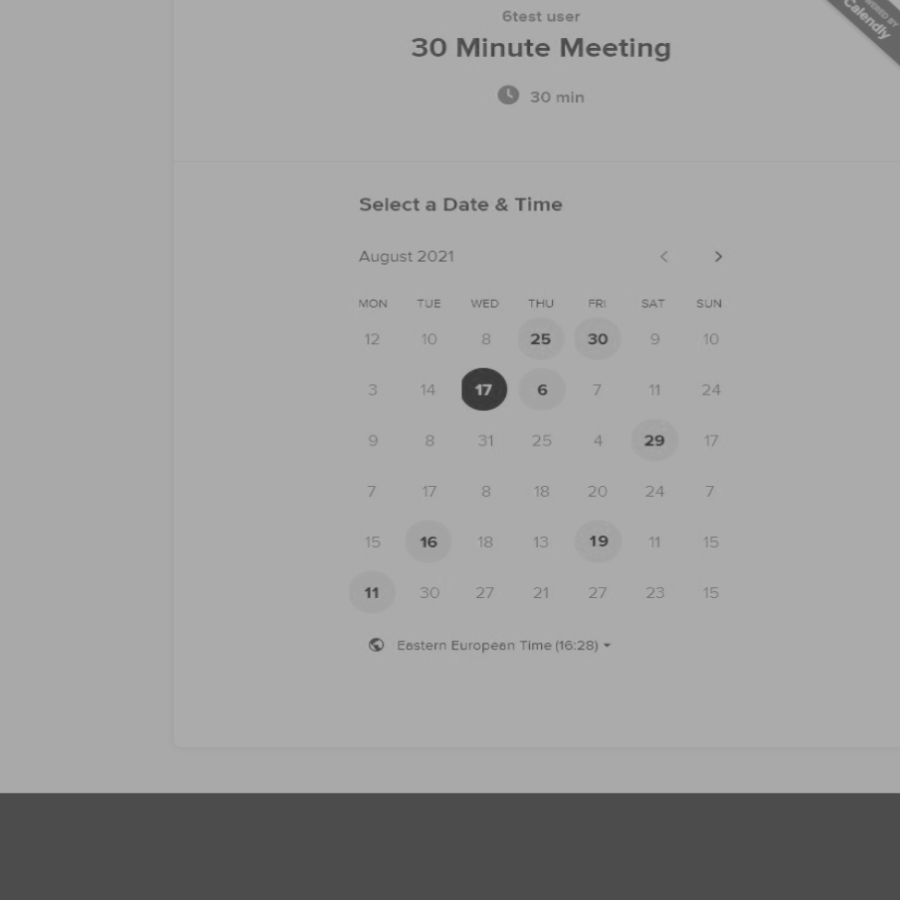 6test user
30 Minute Meeting
30 min
POWERED BY
Calendly
Select a Date & Time
August 2021
MON TUE WED THU FRI SAT SUN
12 10 8 25 30 9 10
3 14 17 6 7 11 24
9 8 31 25 4 29 17
7 17 8 18 20 24 7
15 16 18 13 19 11 15
11 30 27 21 27 23 15
Eastern European Time (16:28)